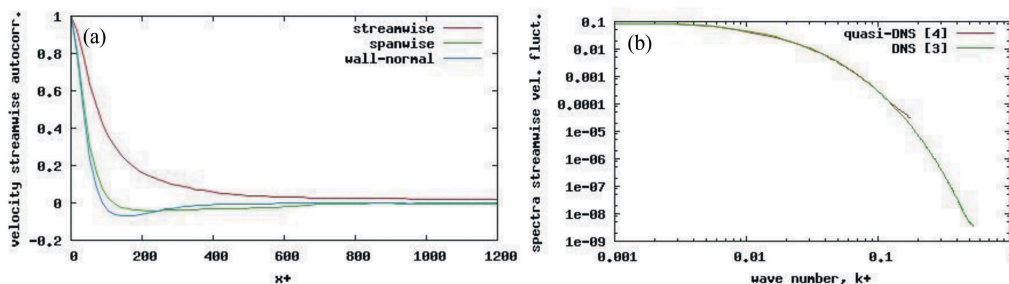 velocity streamwise autocorr.
1
0.8
0.6
0.4
0.2
0
-0.2
(a)
streamwise
spanwise
wall-normal
0 200 400 600 800 1000 1200
x+
spectra streamwise vel. fluct.
0.1
0.01
0.001
0.0001
1e-05
1e-06
1e-07
1e-08
1e-09
(b)
quasi-DNS [4]
DNS [3]
0.001 0.01 0.1
wave number, k+